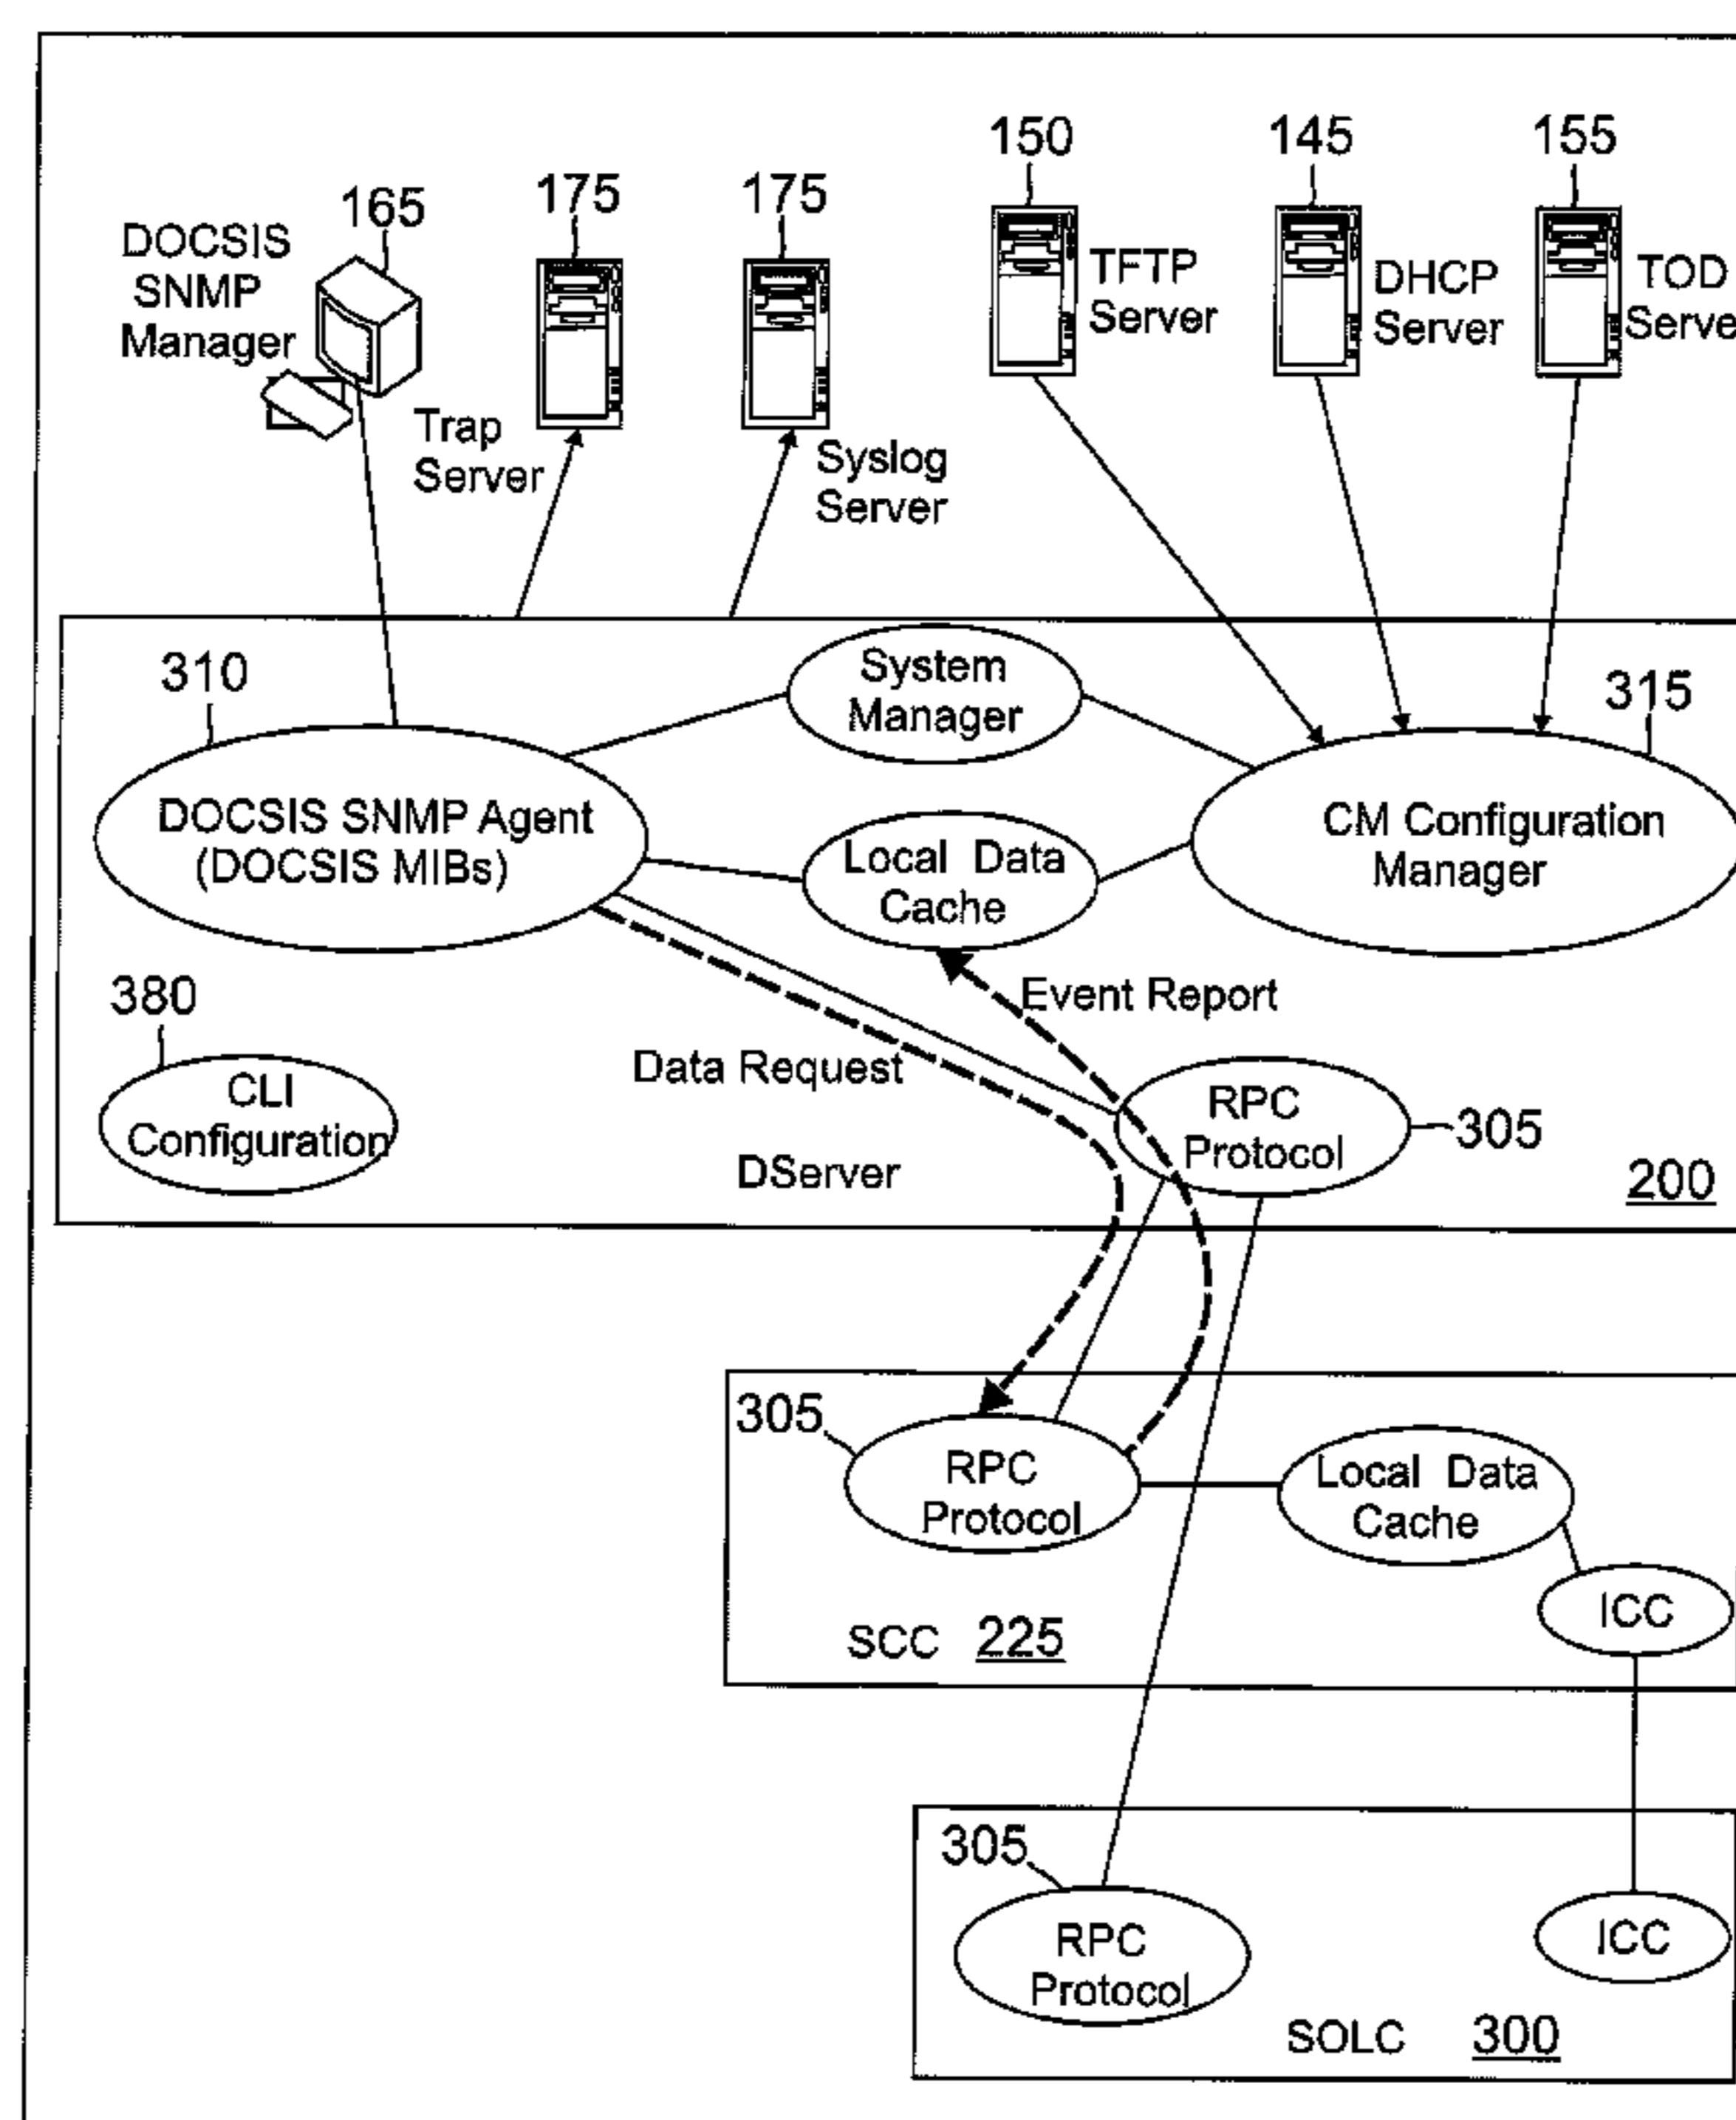 150
145
155
165
175
175
DOCSIS
SNMP
Manager
TFTP
Server
DHCP
Server
TOD
Serve
Trap
Server
Syslog
Server
310
System
Manager
315
DOCSIS SNMP Agent
(DOCSIS MIBs)
Local Data
Cache
CM Configuration
Manager
380
Event Report
Data Request
CLI
Configuration
RPC
Protocol
305
DServer
200
305
RPC
Protocol
Local Data
Cache
ICC
SCC 225
305
RPC
Protocol
ICC
SOLC 300